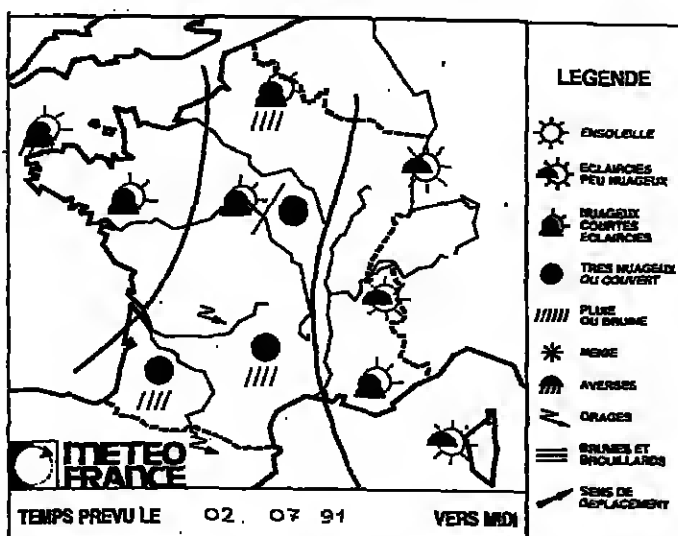 LEGENDE
ENSOLEILLE
ECLAIRCIES
PEU NUAGEUX
NUAGEUX
COURTES
ECLAIRCIES
TRES NUAGEUX
OU COUVERT
PLUIE
OU BRUINE
NEIGE
AVERSES
ORAGES
BRUMES ET
BROUILLARDS
SENS DE
DEPLACEMENT
METEO
FRANCE
TEMPS PREVU LE 02. 07 91 VERS MIDI